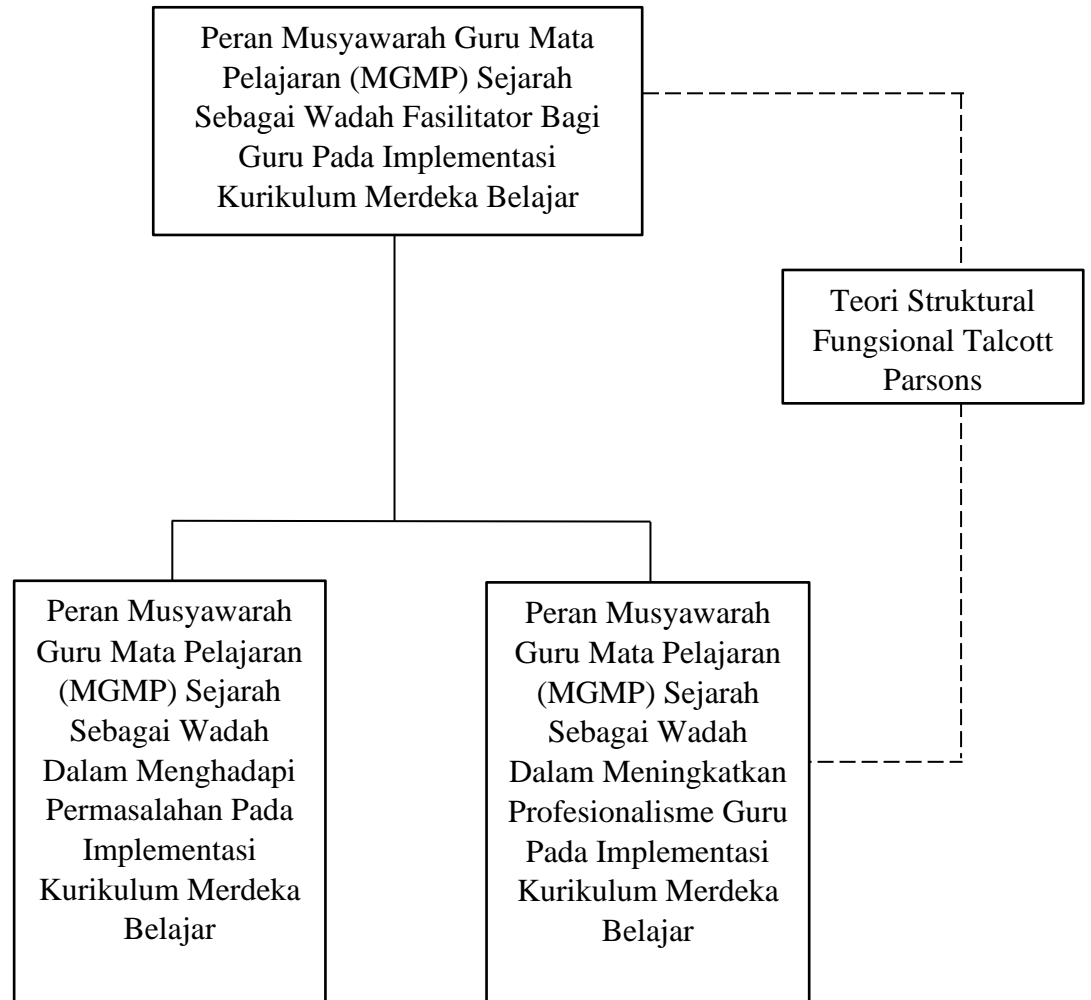 Peran Musyawarah Guru Mata
Pelajaran (MGMP) Sejarah
Sebagai Wadah Fasilitator Bagi
Guru Pada Implementasi
Kurikulum Merdeka Belajar
Teori Struktural
Fungsional Talcott
Parsons
Peran Musyawarah
Guru Mata Pelajaran
(MGMP) Sejarah
Sebagai Wadah
Dalam Menghadapi
Permasalahan Pada
Implementasi
Kurikulum Merdeka
Belajar
Peran Musyawarah
Guru Mata Pelajaran
(MGMP) Sejarah
Sebagai Wadah
Dalam Meningkatkan
Profesionalisme Guru
Pada Implementasi
Kurikulum Merdeka
Belajar